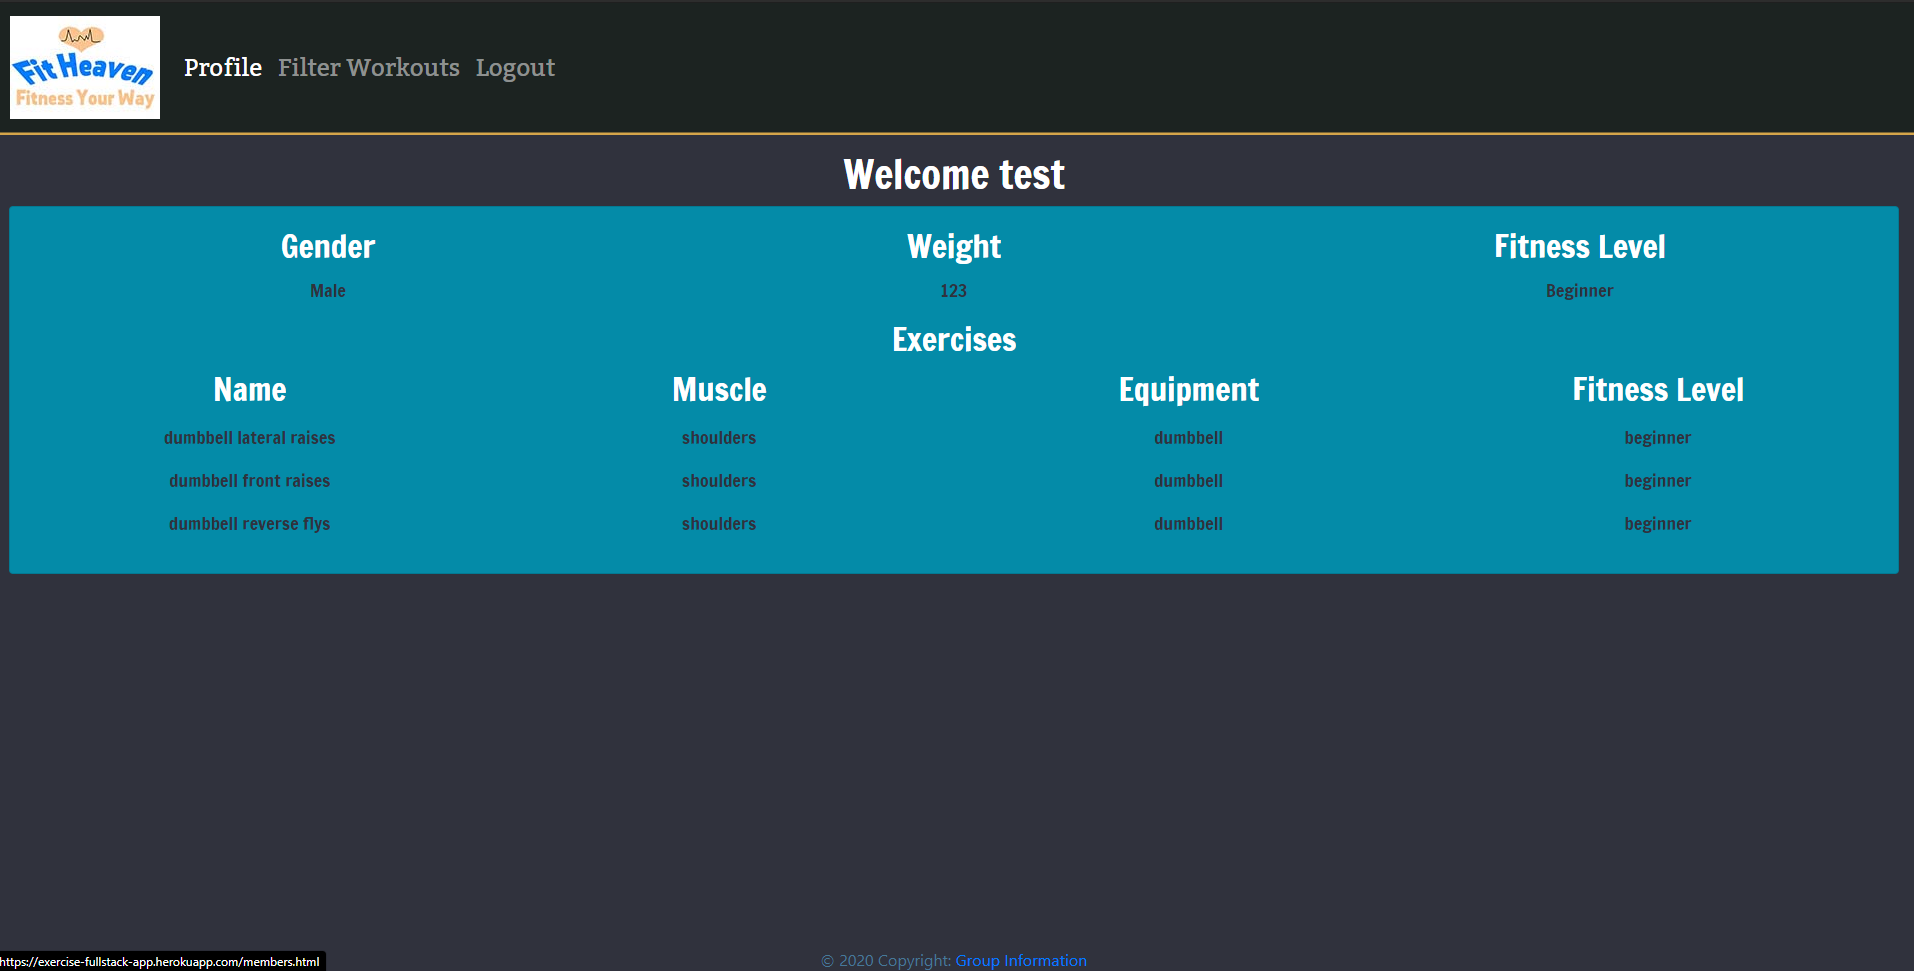 Fit Heaven
Fitness Your Way
Profile Filter Workouts Logout
Welcome test
Gender Weight Fitness Level
Male 123 Beginner
Exercises
Name Muscle Equipment Fitness Level
dumbbell lateral raises shoulders dumbbell beginner
dumbbell front raises shoulders dumbbell beginner
dumbbell reverse flys shoulders dumbbell beginner
© 2020 Copyright: Group Information
https://exercise-fullstack-app.herokuapp.com/members.html